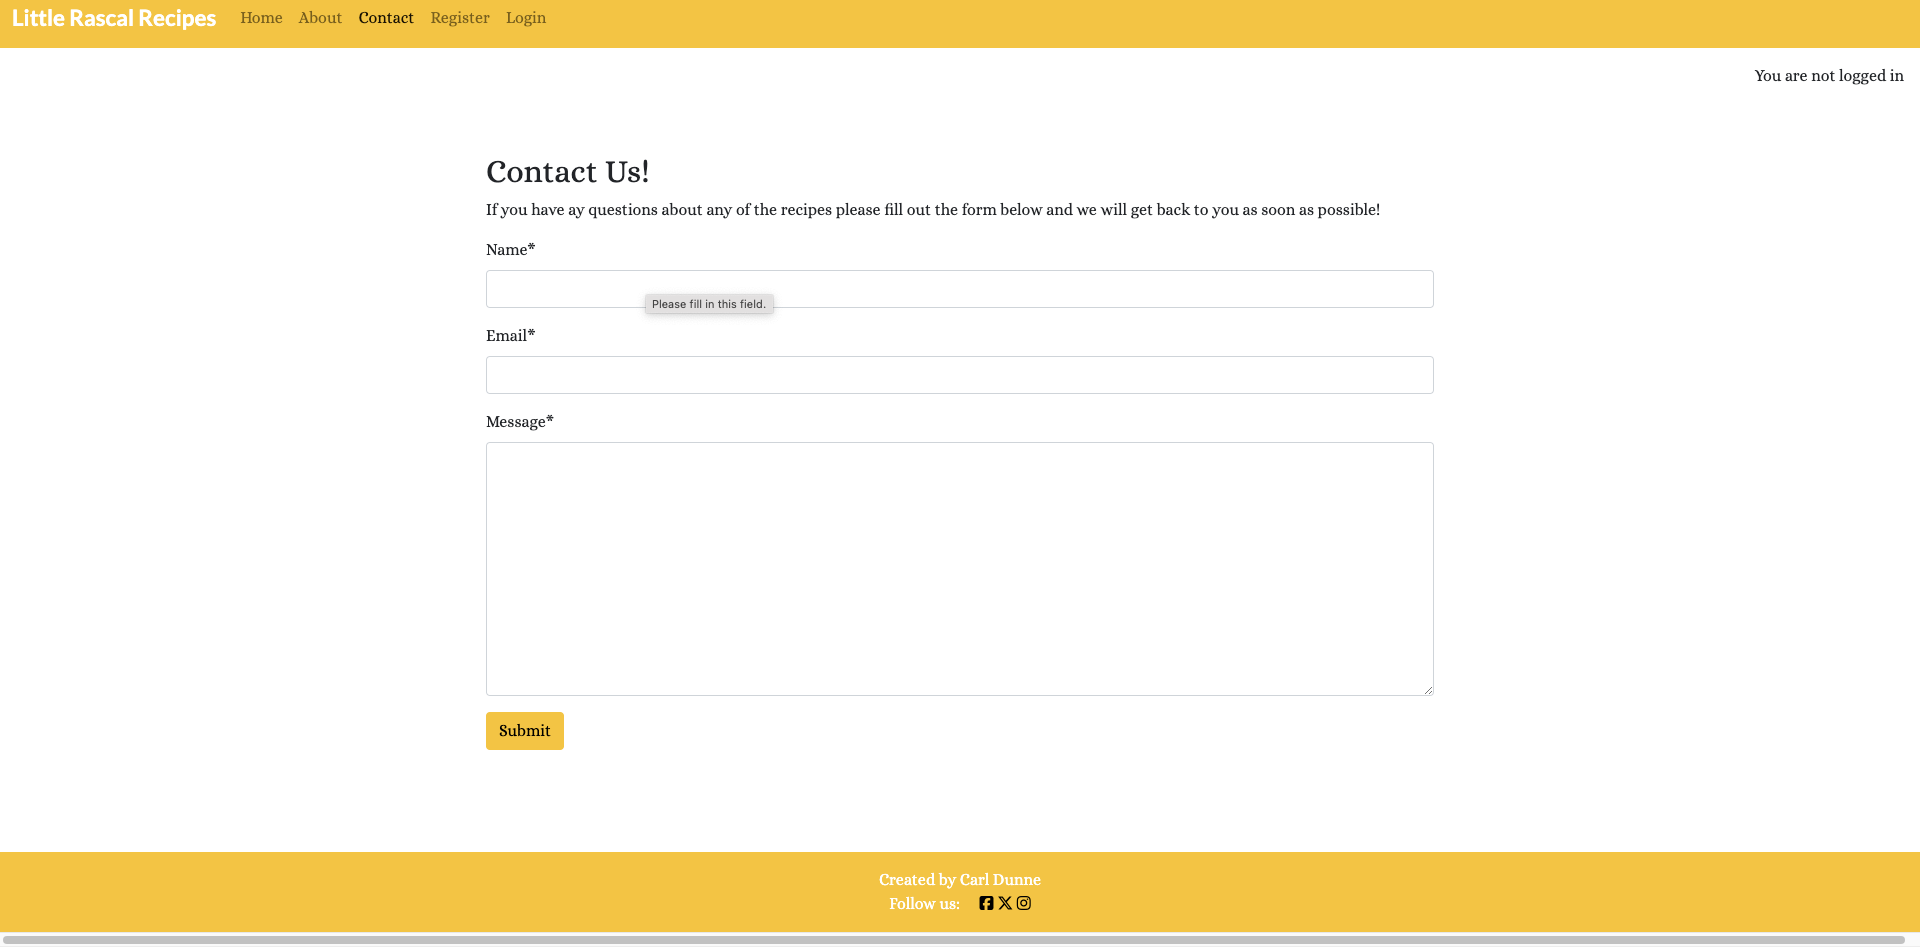 Little Rascal Recipes Home About Contact Register Login
You are not logged in
Contact Us!
If you have ay questions about any of the recipes please fill out the form below and we will get back to you as soon as possible!
Name*
Please fill in this field.
Email*
Message*
Submit
Created by Carl Dunne
Follow us: